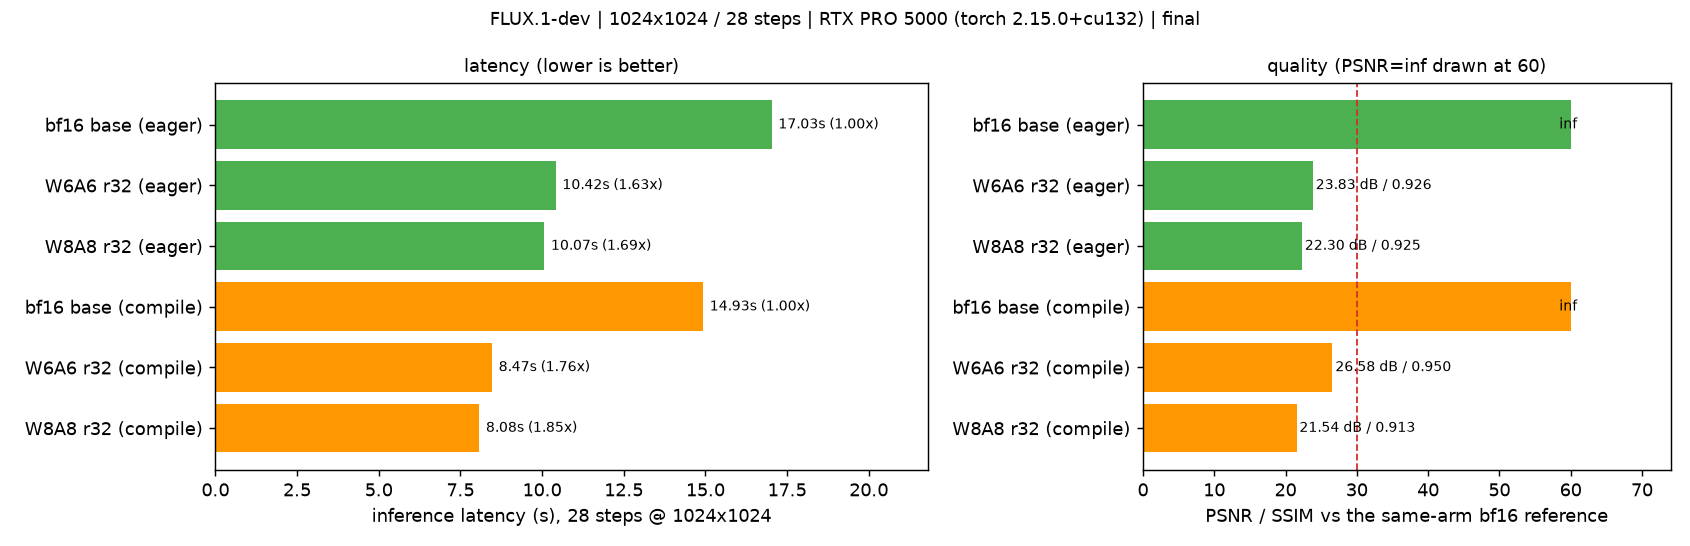 FLUX.1-dev | 1024x1024 / 28 steps | RTX PRO 5000 (torch 2.15.0+cu132) | final
latency (lower is better)
bf16 base (eager)
17.03s (1.00x)
W6A6 r32 (eager)
10.42s (1.63x)
W8A8 r32 (eager)
10.07s (1.69x)
bf16 base (compile)
14.93s (1.00x)
W6A6 r32 (compile)
8.47s (1.76x)
W8A8 r32 (compile)
8.08s (1.85x)
0.0 2.5 5.0 7.5 10.0 12.5 15.0 17.5 20.0
inference latency (s), 28 steps @ 1024x1024
quality (PSNR=inf drawn at 60)
bf16 base (eager)
inf
W6A6 r32 (eager)
23.83 dB / 0.926
W8A8 r32 (eager)
22.30 dB / 0.925
bf16 base (compile)
inf
W6A6 r32 (compile)
26.58 dB / 0.950
W8A8 r32 (compile)
21.54 dB / 0.913
0 10 20 30 40 50 60 70
PSNR / SSIM vs the same-arm bf16 reference